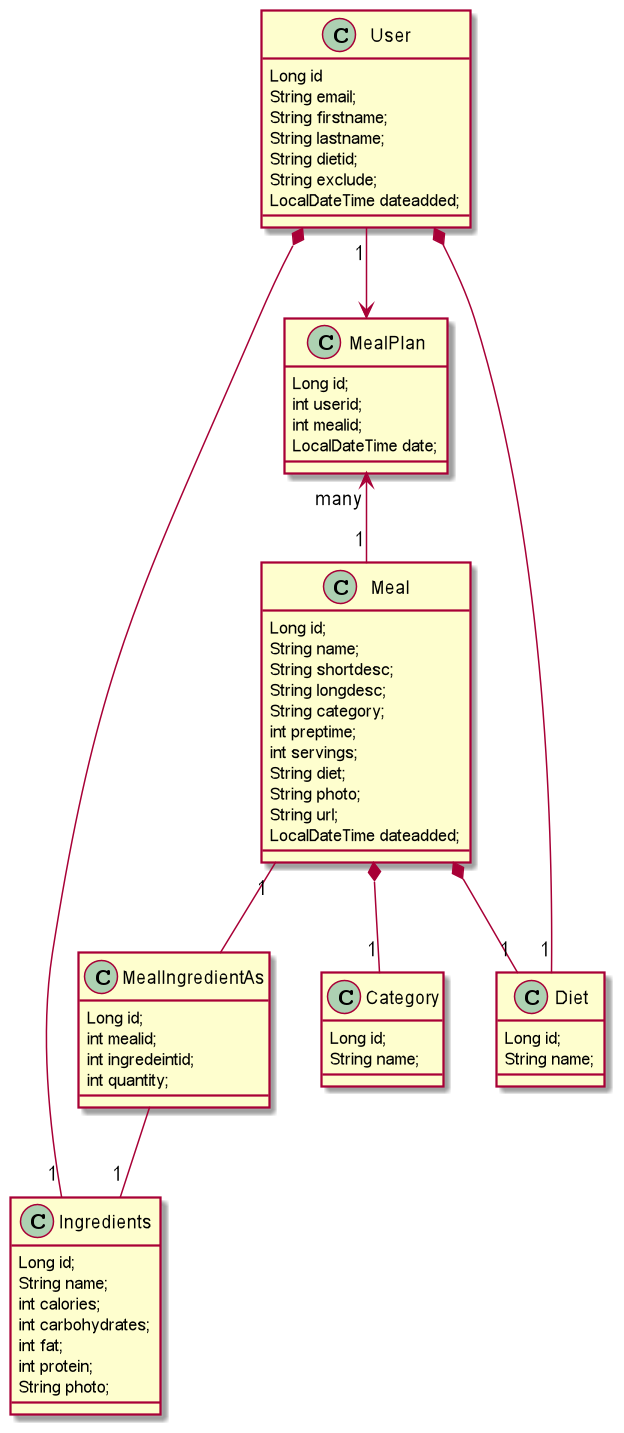 C User
Long id
String email;
String firstname;
String lastname;
String dietid;
String exclude;
LocalDateTime dateadded;
1
C MealPlan
Long id;
int userid;
int mealid;
LocalDateTime date;
many
1
C Meal
Long id;
String name;
String shortdesc;
String longdesc;
String category;
int preptime;
int servings;
String diet;
String photo;
String url;
LocalDateTime dateadded;
1
1
1
1
C MealIngredientAs
Long id;
int mealid;
int ingredeintid;
int quantity;
C Category
Long id;
String name;
C Diet
Long id;
String name;
1
1
C Ingredients
Long id;
String name;
int calories;
int carbohydrates;
int fat;
int protein;
String photo;